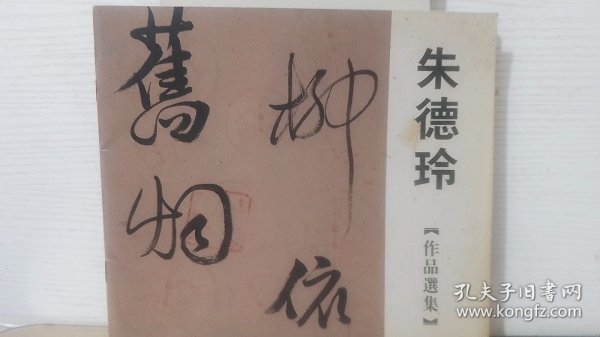 朱德玲
【作品選集】
柳依
舊烟
孔夫子旧书网
www.kongfz.com